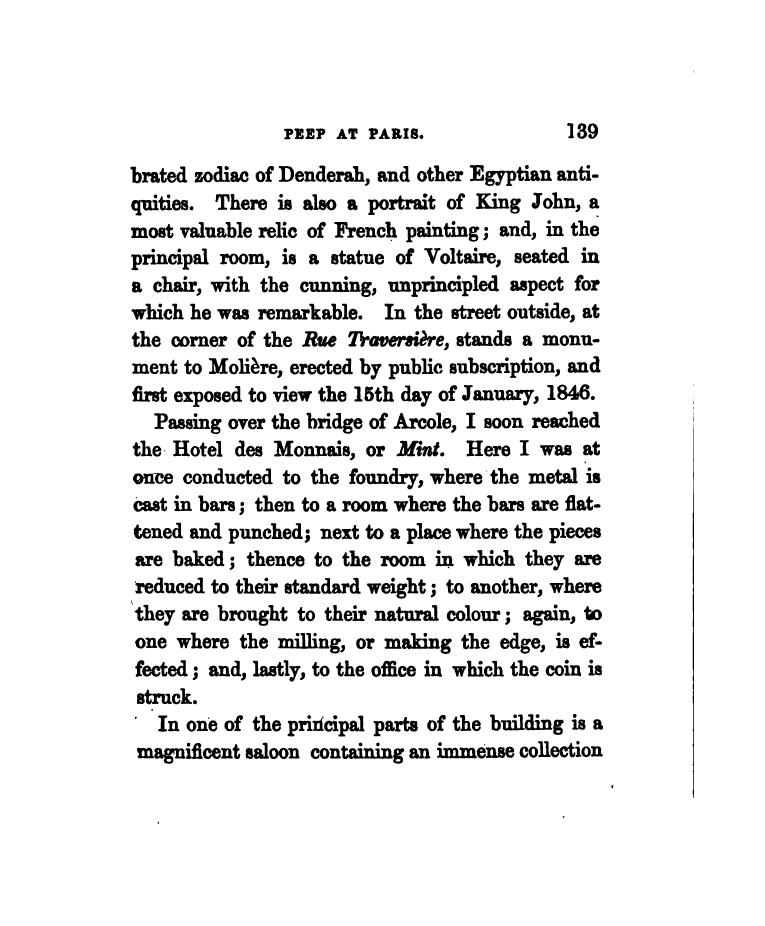 PEEP AT PARIS. 139
brated zodiac of Denderah, and other Egyptian anti-
quities. There is also a portrait of King John, a
most valuable relic of French painting; and, in the
principal room, is a statue of Voltaire, seated in
a chair, with the cunning, unprincipled aspect for
which he was remarkable. In the street outside, at
the corner of the Rue Traversière, stands a monu-
ment to Molière, erected by public subscription, and
first exposed to view the 15th day of January, 1846.
Passing over the bridge of Arcole, I soon reached
the Hotel des Monnais, or Mint. Here I was at
once conducted to the foundry, where the metal is
cast in bars; then to a room where the bars are flat-
tened and punched; next to a place where the pieces
are baked; thence to the room in which they are
reduced to their standard weight; to another, where
they are brought to their natural colour; again, to
one where the milling, or making the edge, is ef-
fected; and, lastly, to the office in which the coin is
struck.
In one of the principal parts of the building is a
magnificent saloon containing an immense collection